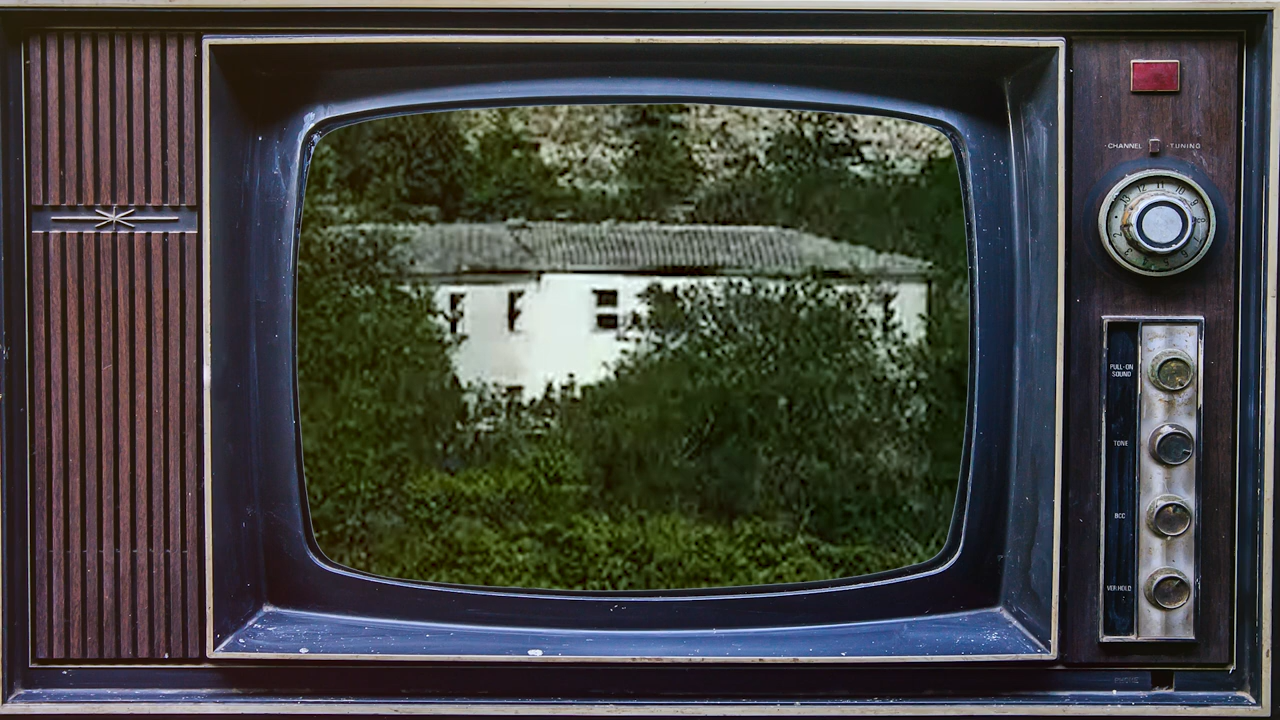 -CHANNEL -TUNING
PULL-ON
SOUND
TONE
BCC
VER.HOLD